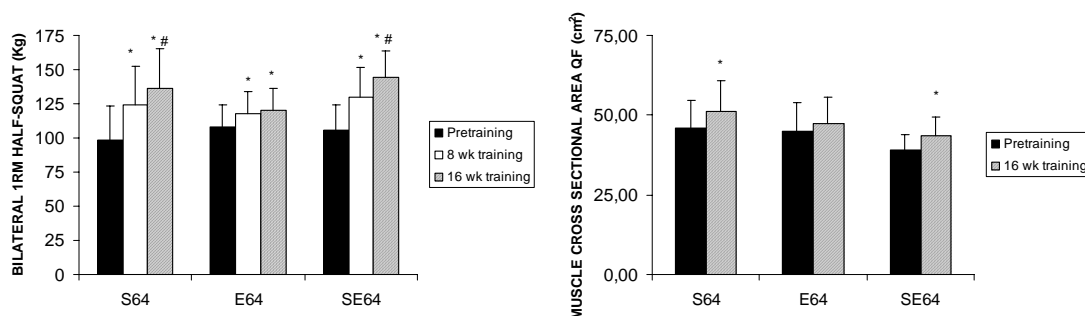 BILATERAL 1RM HALF-SQUAT (Kg)
175
150
125
100
75
50
25
0
* * #
* *
* * #
S64 E64 SE64
Pretraining
8 wk training
16 wk training
MUSCLE CROSS SECTIONAL AREA QF (cm²)
75,00
50,00
25,00
0,00
*
*
S64 E64 SE64
Pretraining
16 wk training